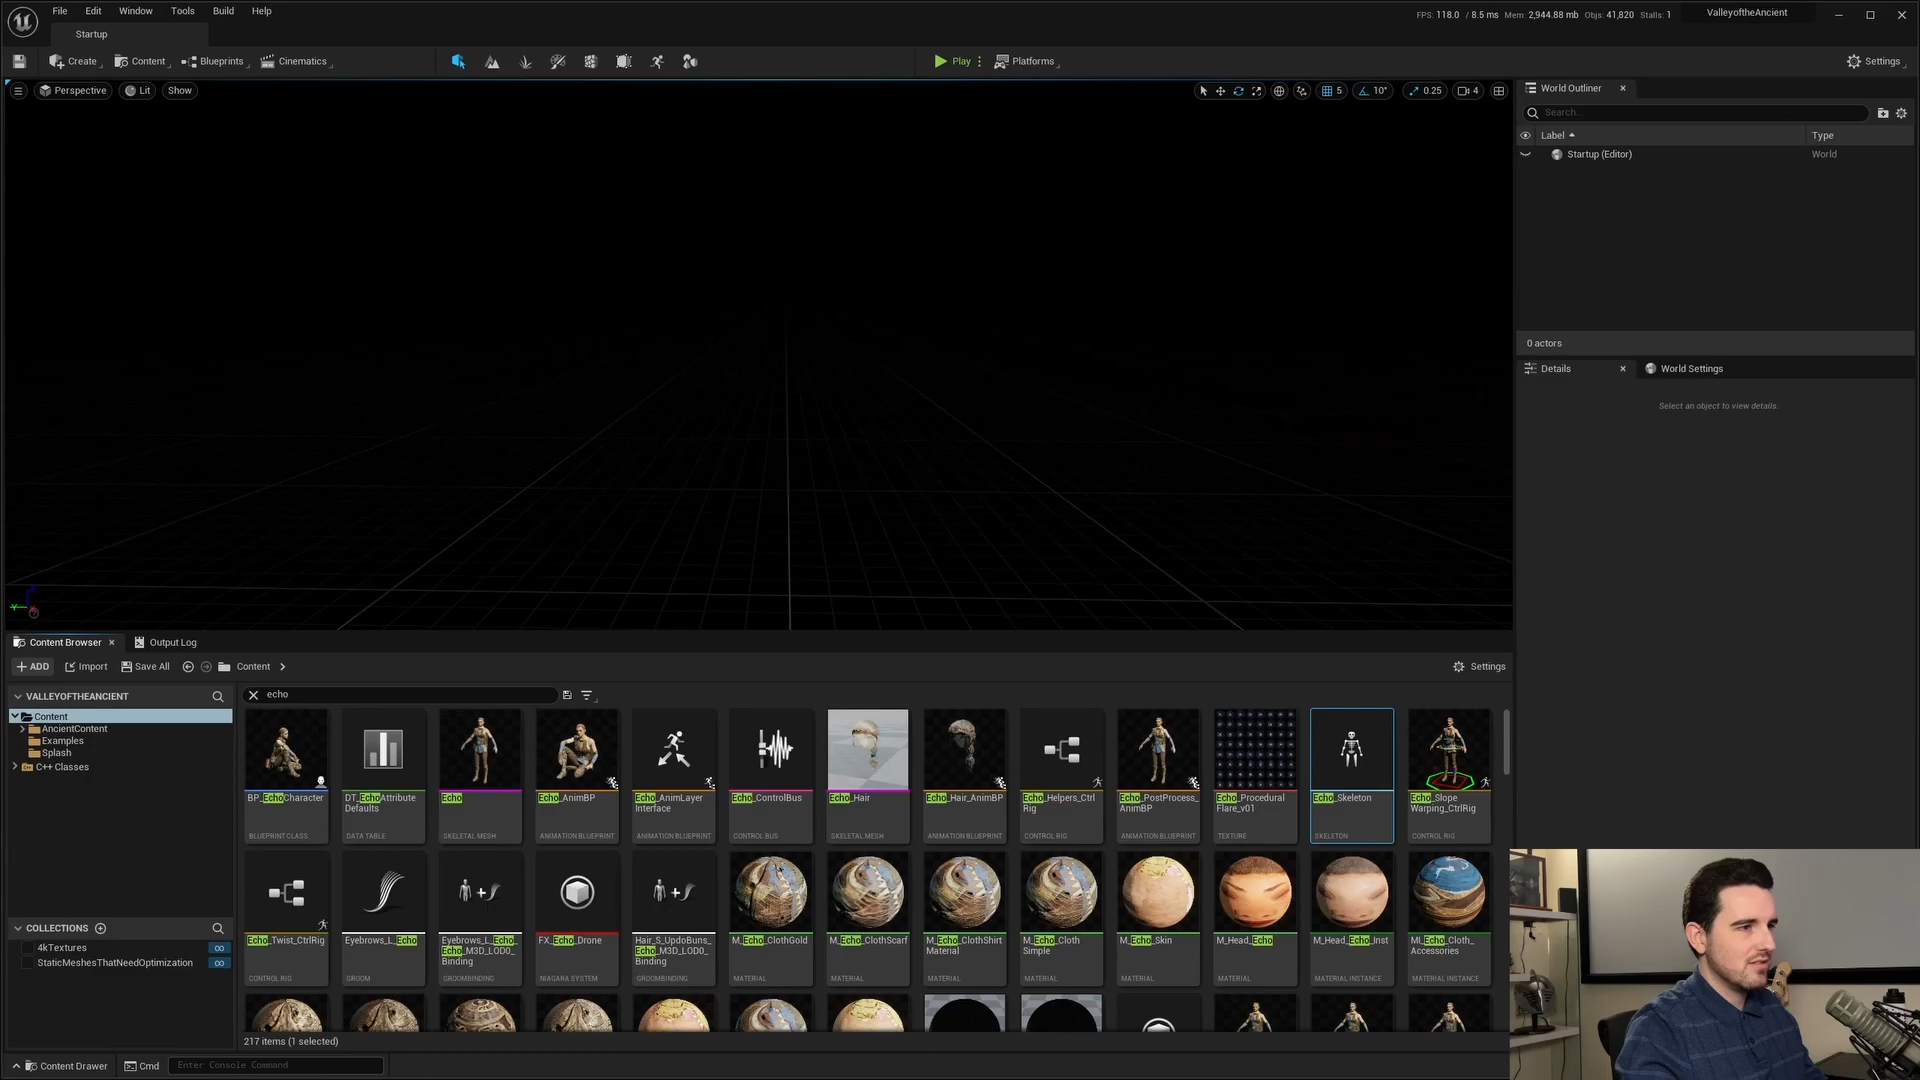 File Edit Window Tools Build Help
FPS: 118.0 / 8.5 ms Mem: 2,944.88 mb Objs: 41,820 Stalls: 1
ValleyoftheAncient
Startup
Create Content Blueprints Cinematics
Play Platforms
Settings
Perspective Lit Show
5 10° 0.25 4
World Outliner
Search...
Label Type
Startup (Editor) World
0 actors
Details World Settings
Select an object to view details.
Content Browser Output Log
ADD Import Save All Content
Settings
VALLEYOFTHEANCIENT
Content
AncientContent
Examples
Splash
C++ Classes
COLLECTIONS
4kTextures
StaticMeshesThatNeedOptimization
echo
BP_EchoCharacter
BLUEPRINT CLASS
DT_EchoAttribute
Defaults
DATA TABLE
Echo
SKELETAL MESH
Echo_AnimBP
ANIMATION BLUEPRINT
Echo_AnimLayer
Interface
ANIMATION BLUEPRINT
Echo_ControlBus
CONTROL BUS
Echo_Hair
SKELETAL MESH
Echo_Hair_AnimBP
ANIMATION BLUEPRINT
Echo_Helpers_Ctrl
Rig
CONTROL RIG
Echo_PostProcess_
AnimBP
ANIMATION BLUEPRINT
Echo_Procedural
Flare_v01
TEXTURE
Echo_Skeleton
SKELETON
Echo_Slope
Warping_CtrlRig
CONTROL RIG
Echo_Twist_CtrlRig
CONTROL RIG
Eyebrows_L_Echo
GROOM
Eyebrows_L_Echo_
Echo_M3D_LOD0_
Binding
GROOMBINDING
FX_Echo_Drone
NIAGARA SYSTEM
Hair_S_UpdoBuns_
Echo_M3D_LOD0_
Binding
GROOMBINDING
M_Echo_ClothGold
MATERIAL
M_Echo_ClothScarf
MATERIAL
M_Echo_ClothShirt
Material
MATERIAL
M_Echo_Cloth
Simple
MATERIAL
M_Echo_Skin
MATERIAL
M_Head_Echo
MATERIAL
M_Head_Echo_Inst
MATERIAL INSTANCE
MI_Echo_Cloth_
Accessories
MATERIAL INSTANCE
217 items (1 selected)
Content Drawer Cmd Enter Console Command